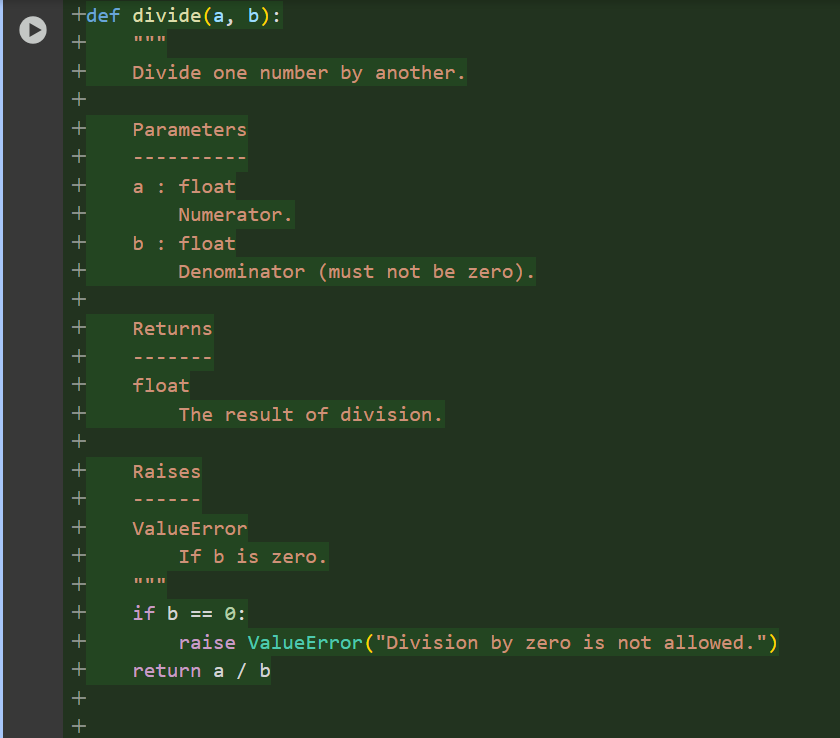 +def divide(a, b):
+    """
+    Divide one number by another.
+
+    Parameters
+    ----------
+    a : float
+        Numerator.
+    b : float
+        Denominator (must not be zero).
+
+    Returns
+    -------
+    float
+        The result of division.
+
+    Raises
+    ------
+    ValueError
+        If b is zero.
+    """
+    if b == 0:
+        raise ValueError("Division by zero is not allowed.")
+    return a / b
+
+